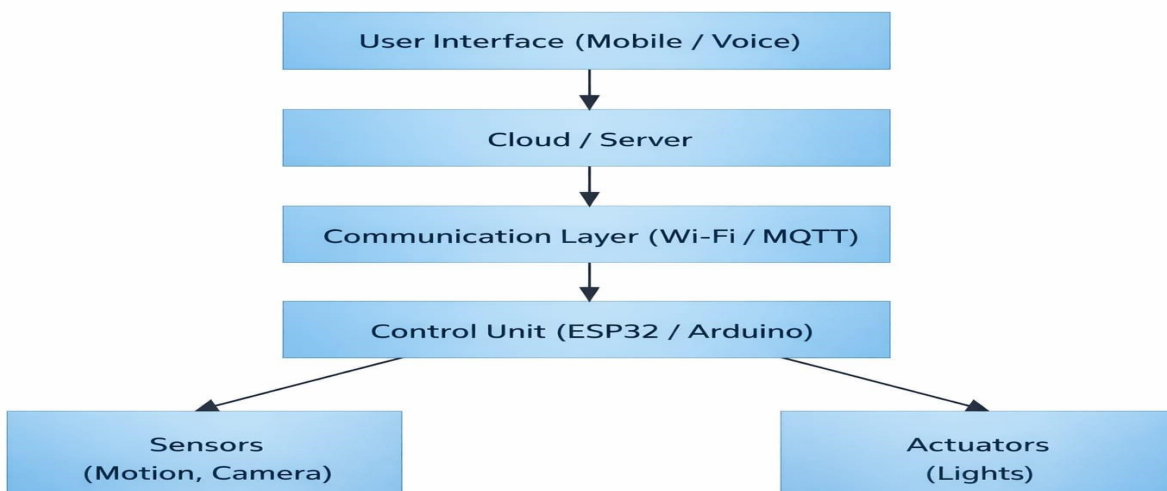 User Interface (Mobile / Voice)
Cloud / Server
Communication Layer (Wi-Fi / MQTT)
Control Unit (ESP32 / Arduino)
Sensors
(Motion, Camera)
Actuators
(Lights)